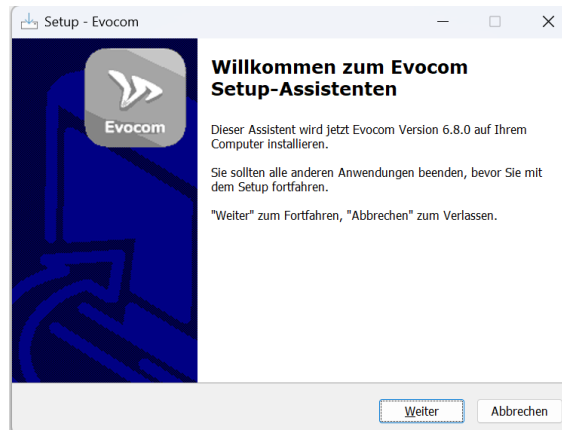 Setup - Evocom
Evocom
Willkommen zum Evocom
Setup-Assistenten
Dieser Assistent wird jetzt Evocom Version 6.8.0 auf Ihrem
Computer installieren.
Sie sollten alle anderen Anwendungen beenden, bevor Sie mit
dem Setup fortfahren.
"Weiter" zum Fortfahren, "Abbrechen" zum Verlassen.
Weiter
Abbrechen